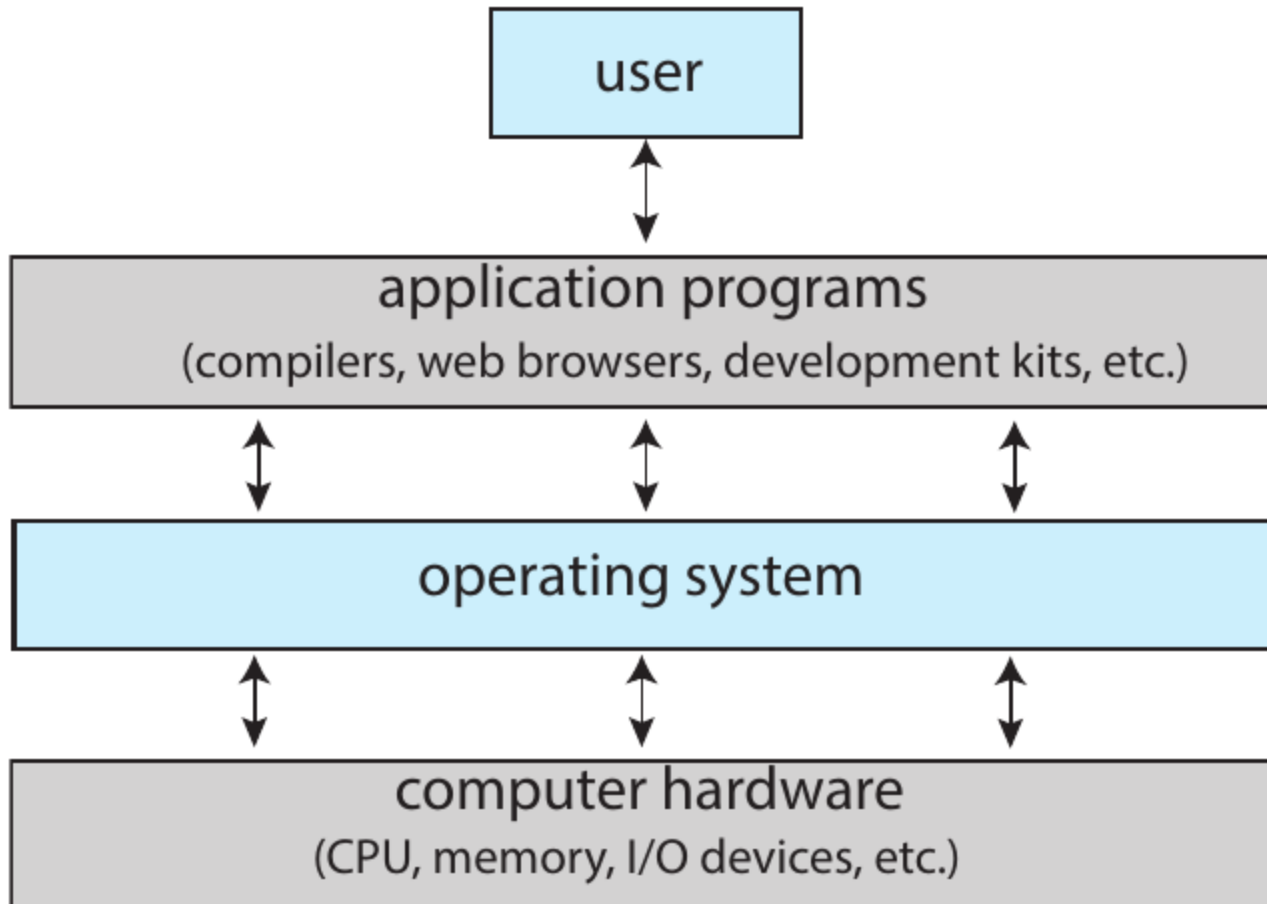 user
application programs
(compilers, web browsers, development kits, etc.)
operating system
computer hardware
(CPU, memory, I/O devices, etc.)